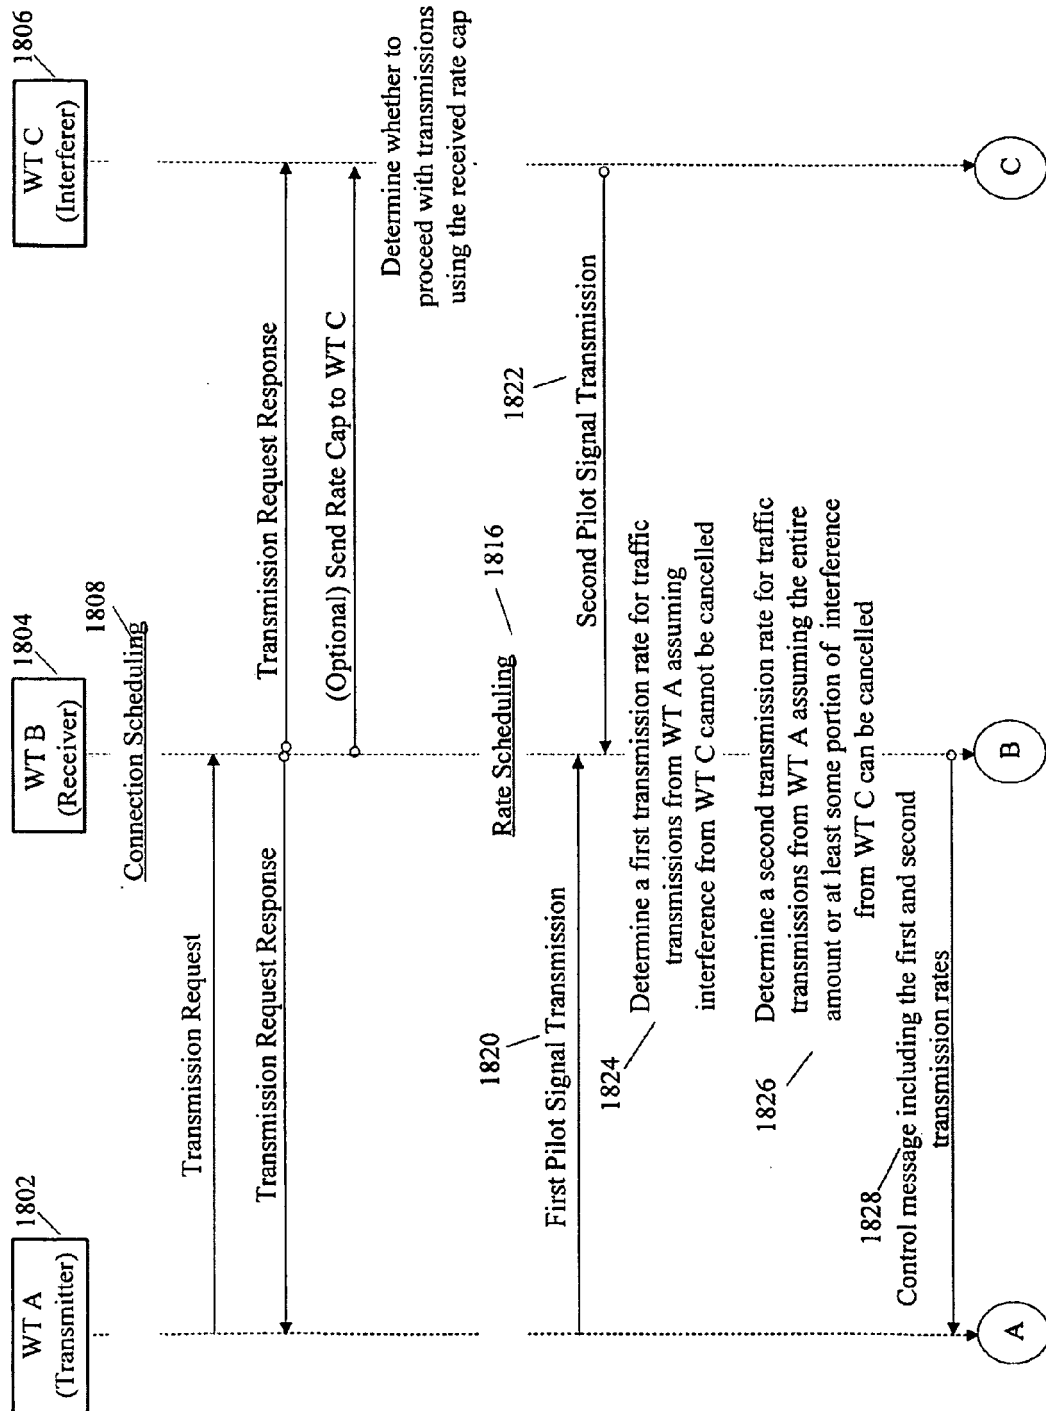 WT A
(Transmitter)
1802
WT B
(Receiver)
1804
WT C
(Interferer)
1806
Connection Scheduling
1808
Transmission Request
Transmission Request Response
Transmission Request Response
(Optional) Send Rate Cap to WT C
Determine whether to
proceed with transmissions
using the received rate cap
Rate Scheduling
1816
First Pilot Signal Transmission
1820
Second Pilot Signal Transmission
1822
1824
Determine a first transmission rate for traffic
transmissions from WT A assuming
interference from WT C cannot be cancelled
1826
Determine a second transmission rate for traffic
transmissions from WT A assuming the entire
amount or at least some portion of interference
from WT C can be cancelled
1828
Control message including the first and second
transmission rates
A
B
C